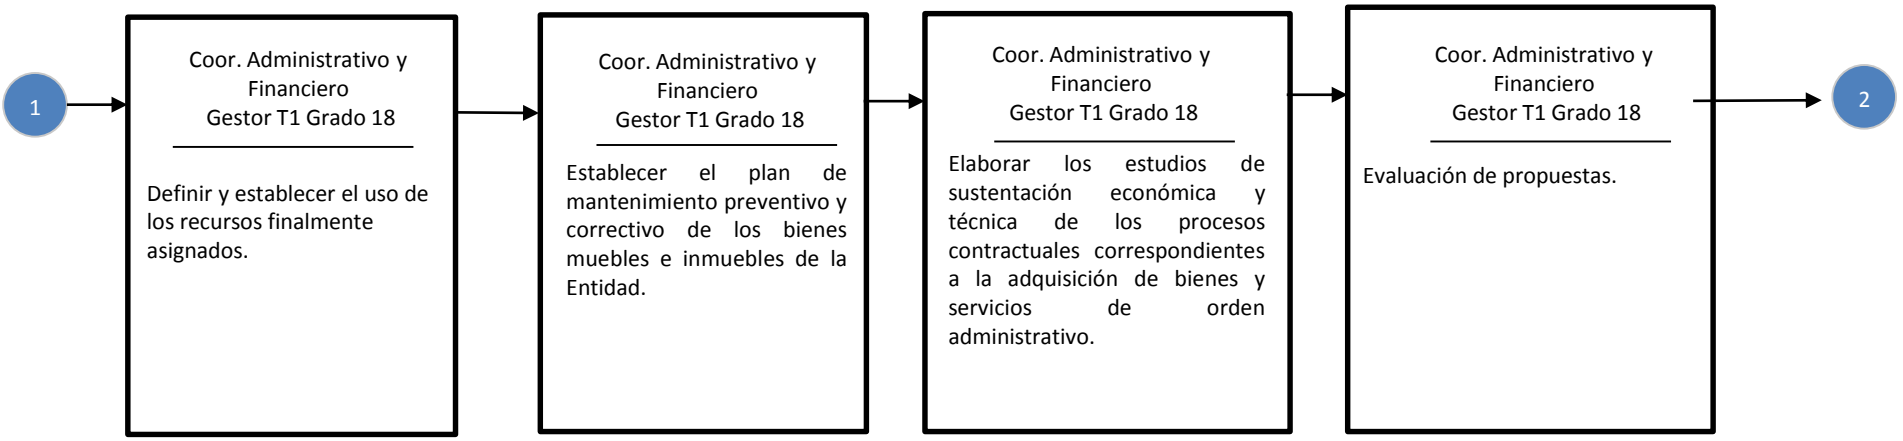 1
Coor. Administrativo y
Financiero
Gestor T1 Grado 18
Definir y establecer el uso de
los recursos finalmente
asignados.
Coor. Administrativo y
Financiero
Gestor T1 Grado 18
Establecer el plan de
mantenimiento preventivo y
correctivo de los bienes
muebles e inmuebles de la
Entidad.
Coor. Administrativo y
Financiero
Gestor T1 Grado 18
Elaborar los estudios de
sustentación económica y
técnica de los procesos
contractuales correspondientes
a la adquisición de bienes y
servicios de orden
administrativo.
Coor. Administrativo y
Financiero
Gestor T1 Grado 18
Evaluación de propuestas.
2